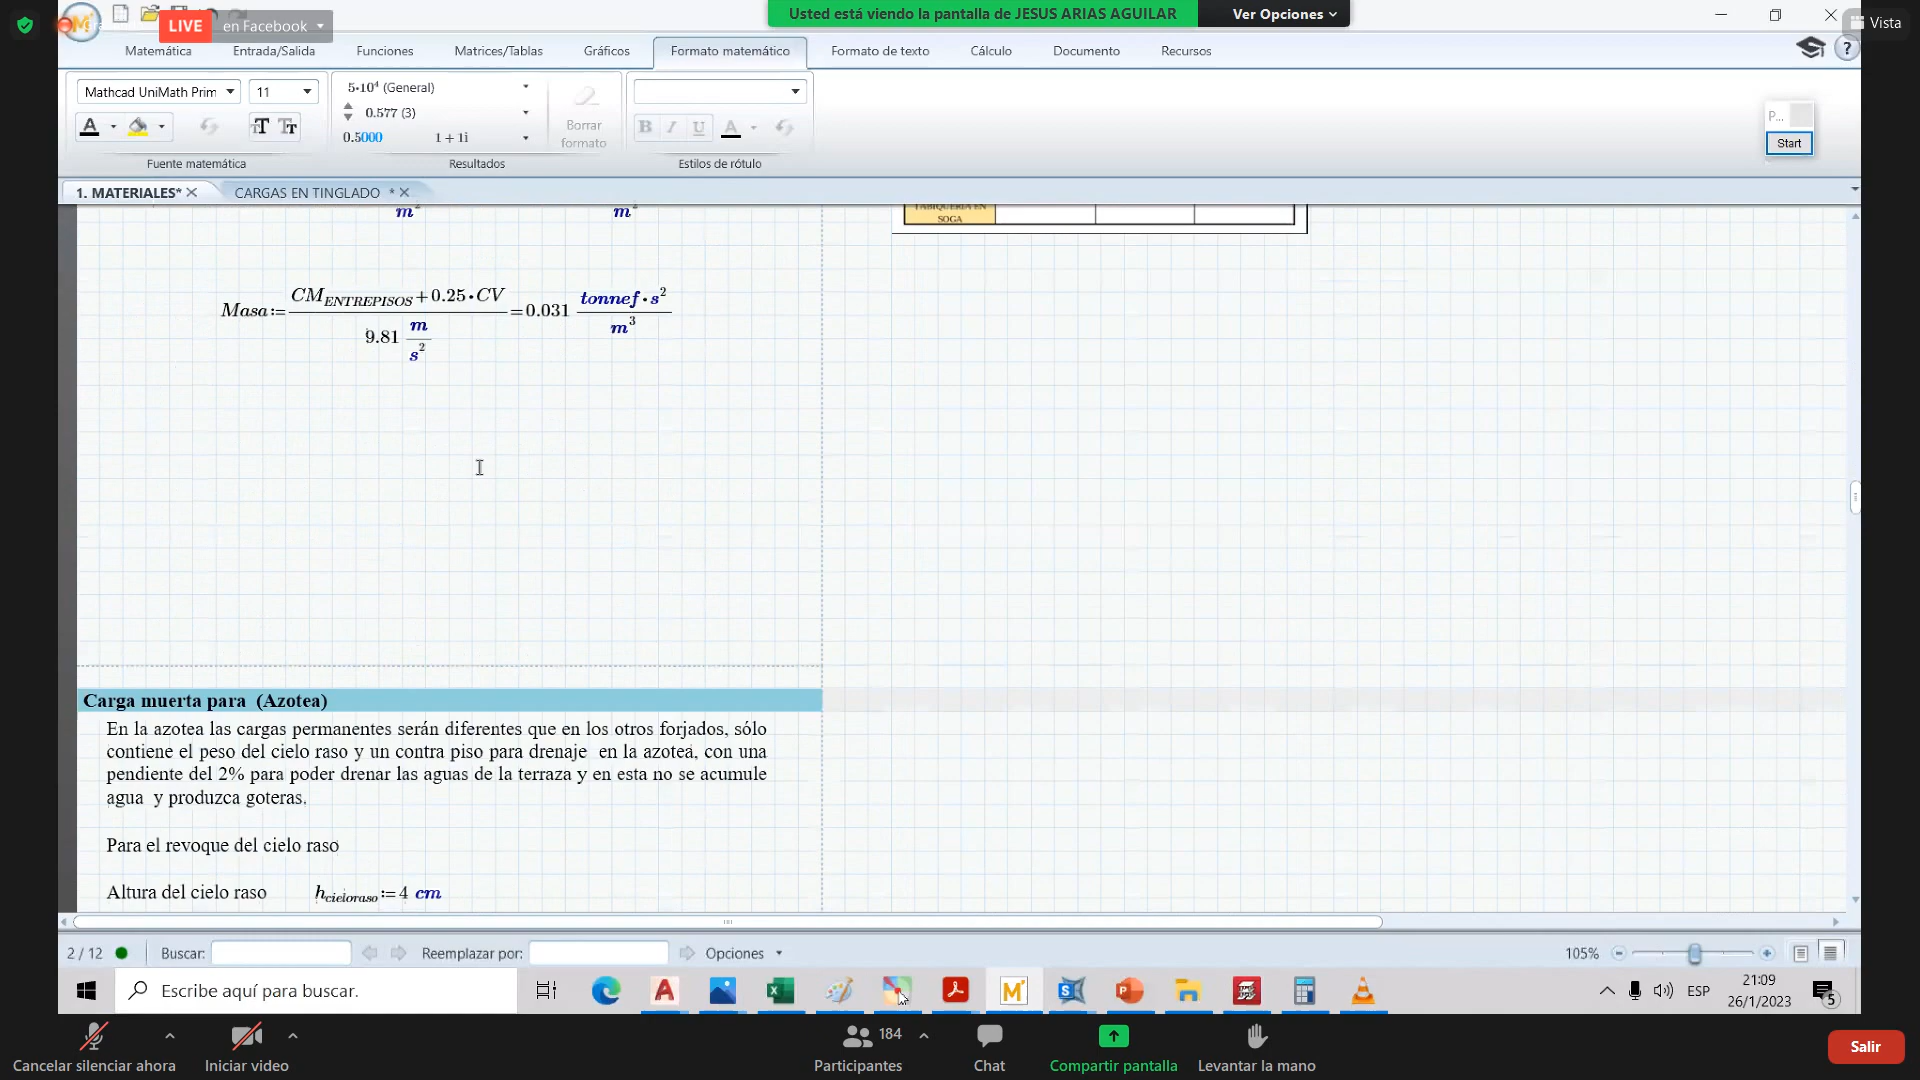 LIVE en Facebook
Usted está viendo la pantalla de JESUS ARIAS AGUILAR
Ver Opciones
Vista
Matemática Entrada/Salida Funciones Matrices/Tablas Gráficos Formato matemático Formato de texto Cálculo Documento Recursos
Mathcad UniMath Prim 11
5•10⁴ (General)
0.577 (3)
0.5000 1 + 1i
Borrar
formato
Fuente matemática Resultados Estilos de rótulo
P...
Start
1. MATERIALES* CARGAS EN TINGLADO *
m² m²
SOGA
Masa:=(CM_ENTREPISOS+0.25•CV)/(9.81 m/s²)=0.031 tonnef•s²/m³
Carga muerta para (Azotea)
En la azotea las cargas permanentes serán diferentes que en los otros forjados, sólo
contiene el peso del cielo raso y un contra piso para drenaje en la azotea, con una
pendiente del 2% para poder drenar las aguas de la terraza y en esta no se acumule
agua y produzca goteras.
Para el revoque del cielo raso
Altura del cielo raso h_cieloraso:=4 cm
2 / 12 Buscar: Reemplazar por: Opciones 105%
Escribe aquí para buscar.
ESP
21:09
26/1/2023
5
Cancelar silenciar ahora Iniciar video Participantes 184 Chat Compartir pantalla Levantar la mano Salir